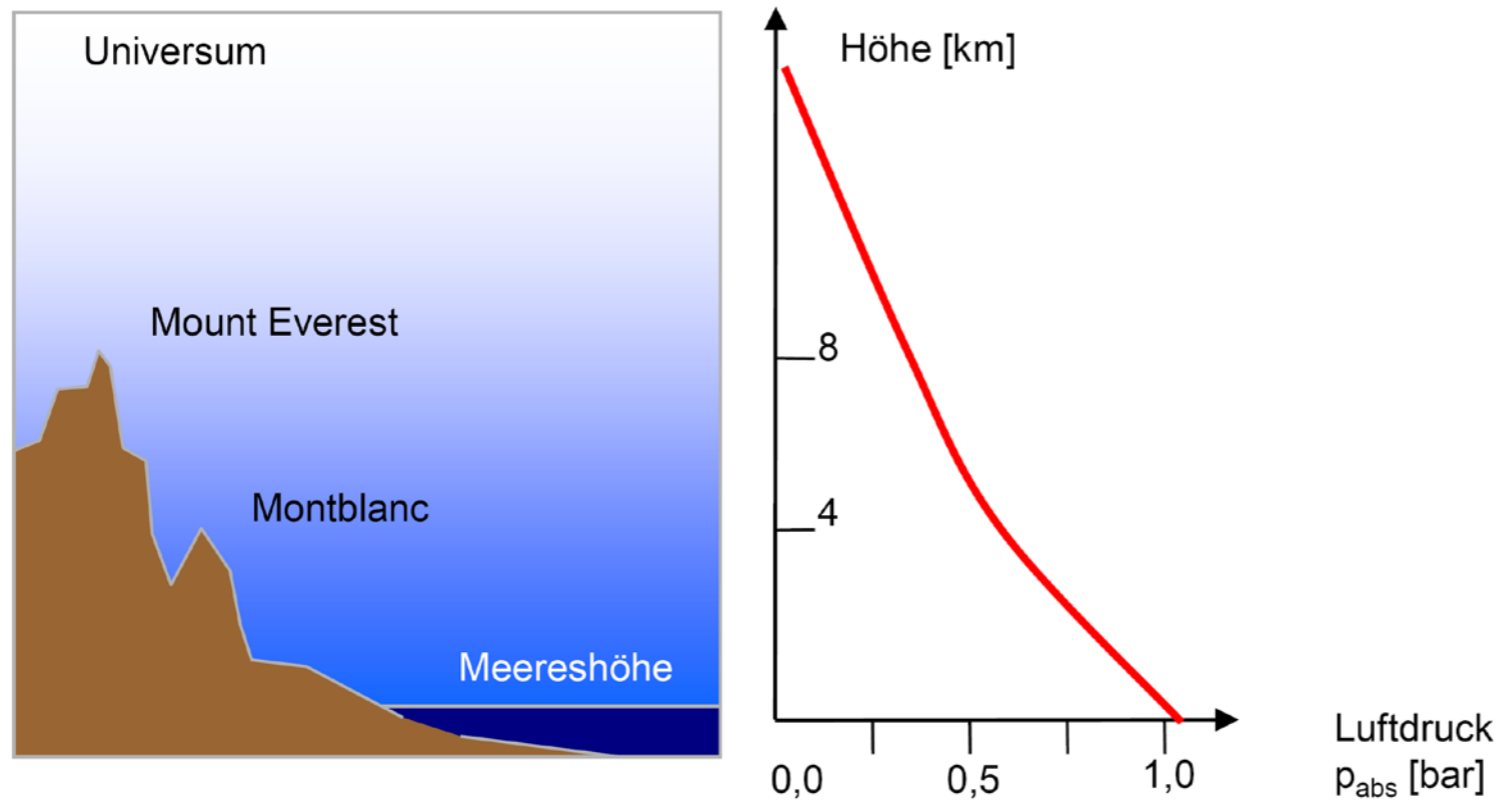 Universum
Mount Everest
Montblanc
Meereshöhe
Höhe [km]
8
4
0,0
0,5
1,0
Luftdruck
pabs [bar]